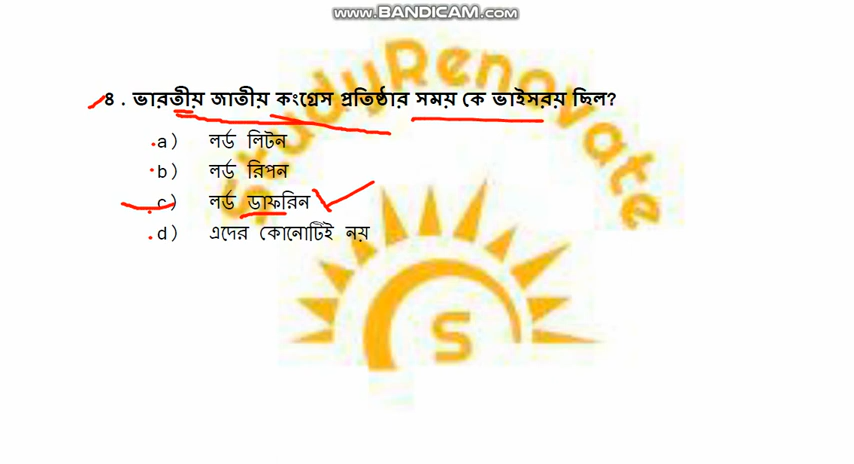 www.BANDICAM.com
StudyRenovate
৪ . ভারতীয় জাতীয় কংগ্রেস প্রতিষ্ঠার সময় কে ভাইসরয় ছিল?
a) লর্ড লিটন
b) লর্ড রিপন
c) লর্ড ডাফরিন
d) এদের কোনোটিই নয়
S